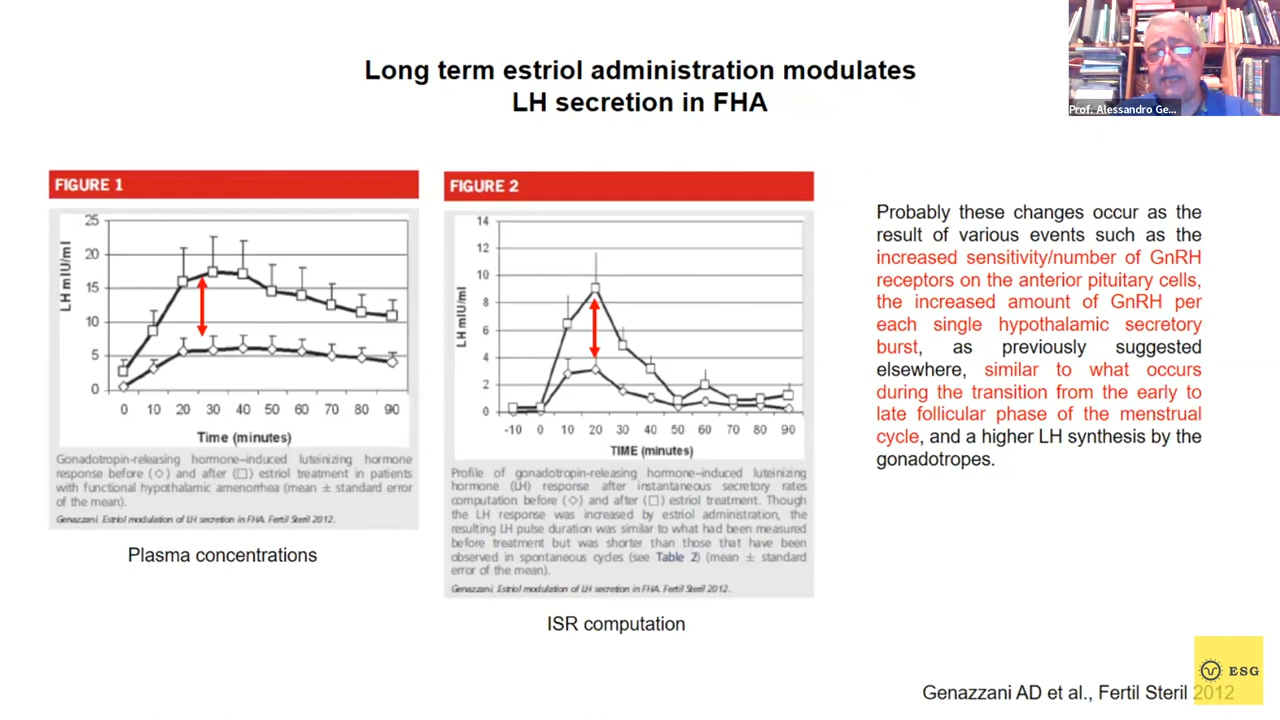 Prof. Alessandro Ge...
Long term estriol administration modulates
LH secretion in FHA
FIGURE 1
25
20
15
10
5
0
LH mIU/ml
0 10 20 30 40 50 60 70 80 90
Time (minutes)
Gonadotropin-releasing hormone–induced luteinizing hormone
response before (◇) and after (□) estriol treatment in patients
with functional hypothalamic amenorrhea (mean ± standard error
of the mean).
Genazzani. Estriol modulation of LH secretion in FHA. Fertil Steril 2012.
Plasma concentrations
FIGURE 2
14
12
10
8
6
4
2
0
LH mIU/ml
-10 0 10 20 30 40 50 60 70 80 90
TIME (minutes)
Profile of gonadotropin-releasing hormone–induced luteinizing
hormone (LH) response after instantaneous secretory rates
computation before (◇) and after (□) estriol treatment. Though
the LH response was increased by estriol administration, the
resulting LH pulse duration was similar to what had been measured
before treatment but was shorter than those that have been
observed in spontaneous cycles (see Table 2) (mean ± standard
error of the mean).
Genazzani. Estriol modulation of LH secretion in FHA. Fertil Steril 2012.
ISR computation
Probably these changes occur as the
result of various events such as the
increased sensitivity/number of GnRH
receptors on the anterior pituitary cells,
the increased amount of GnRH per
each single hypothalamic secretory
burst, as previously suggested
elsewhere, similar to what occurs
during the transition from the early to
late follicular phase of the menstrual
cycle, and a higher LH synthesis by the
gonadotropes.
ESG
Genazzani AD et al., Fertil Steril 2012